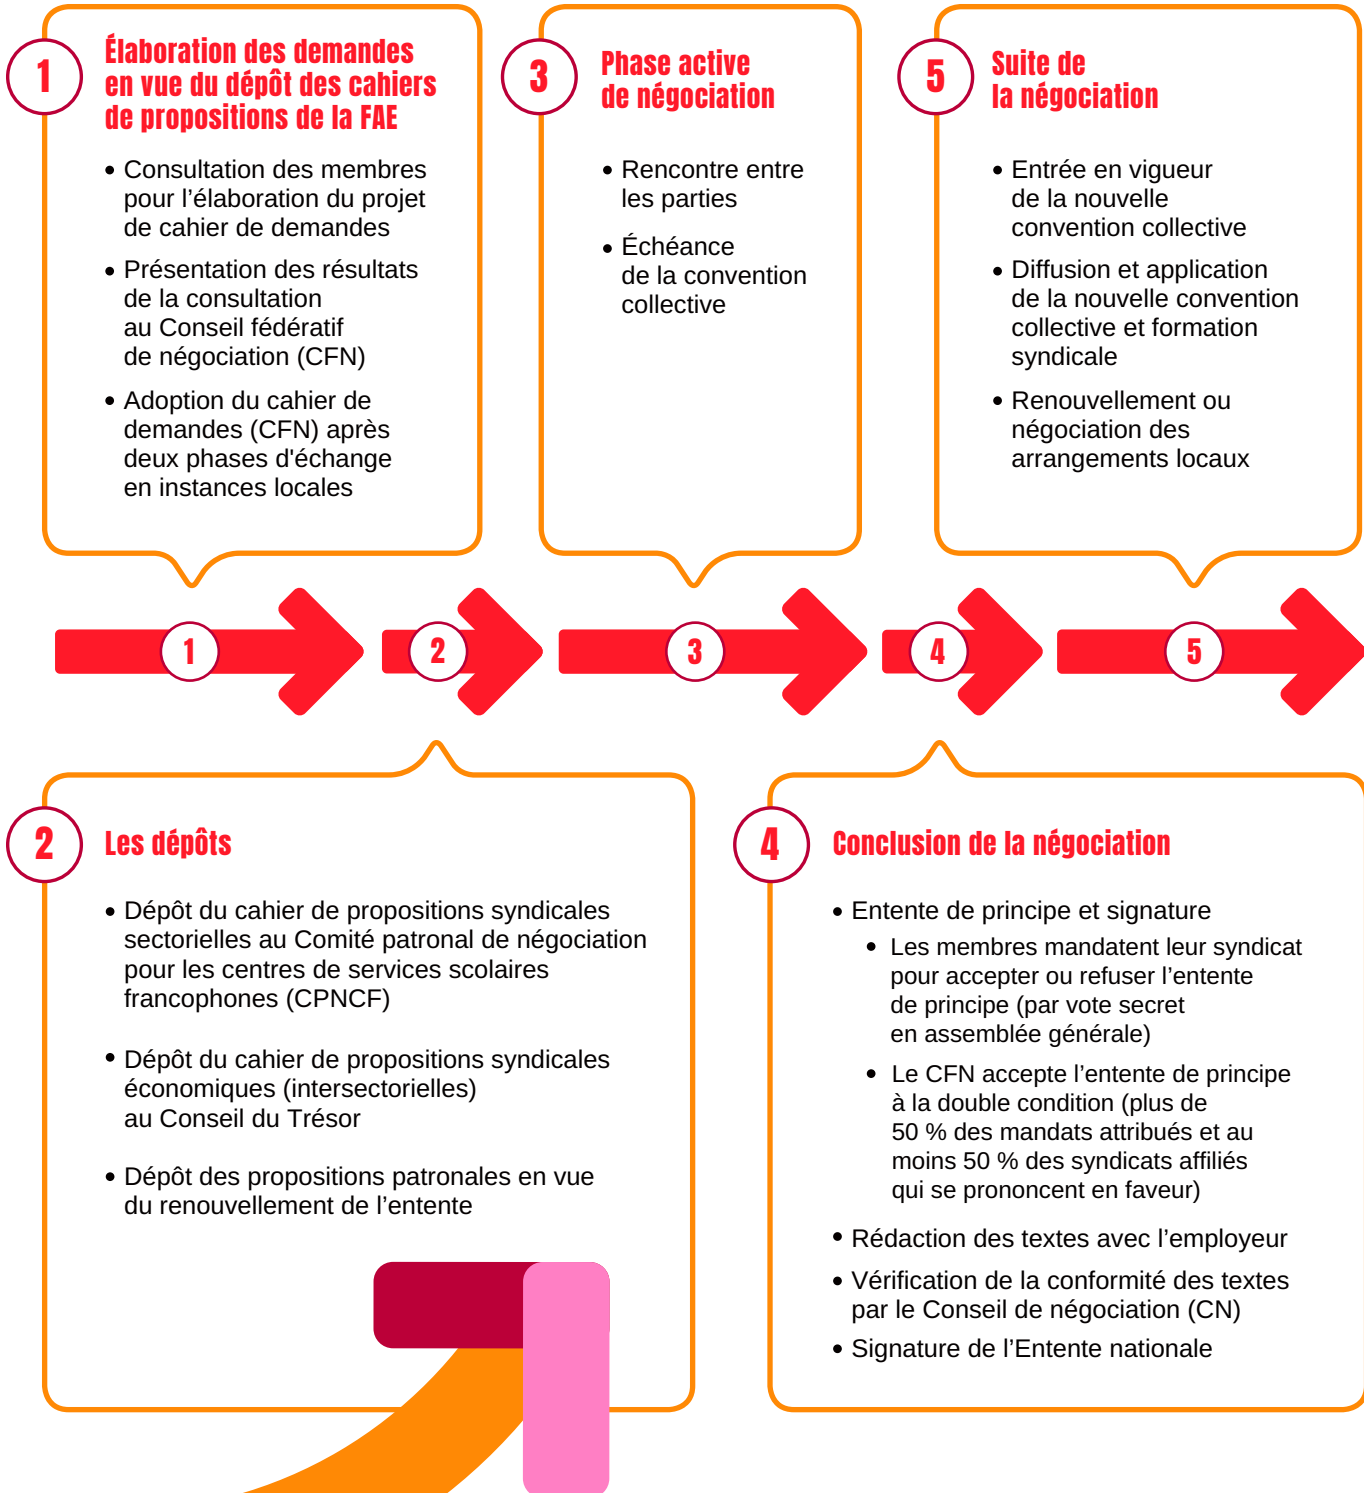 1
Élaboration des demandes
en vue du dépôt des cahiers
de propositions de la FAE
• Consultation des membres
pour l’élaboration du projet
de cahier de demandes
• Présentation des résultats
de la consultation
au Conseil fédératif
de négociation (CFN)
• Adoption du cahier de
demandes (CFN) après
deux phases d'échange
en instances locales
3
Phase active
de négociation
• Rencontre entre
les parties
• Échéance
de la convention
collective
5
Suite de
la négociation
• Entrée en vigueur
de la nouvelle
convention collective
• Diffusion et application
de la nouvelle convention
collective et formation
syndicale
• Renouvellement ou
négociation des
arrangements locaux
1
2
3
4
5
2
Les dépôts
• Dépôt du cahier de propositions syndicales
sectorielles au Comité patronal de négociation
pour les centres de services scolaires
francophones (CPNCF)
• Dépôt du cahier de propositions syndicales
économiques (intersectorielles)
au Conseil du Trésor
• Dépôt des propositions patronales en vue
du renouvellement de l’entente
4
Conclusion de la négociation
• Entente de principe et signature
• Les membres mandatent leur syndicat
pour accepter ou refuser l’entente
de principe (par vote secret
en assemblée générale)
• Le CFN accepte l’entente de principe
à la double condition (plus de
50 % des mandats attribués et au
moins 50 % des syndicats affiliés
qui se prononcent en faveur)
• Rédaction des textes avec l’employeur
• Vérification de la conformité des textes
par le Conseil de négociation (CN)
• Signature de l’Entente nationale